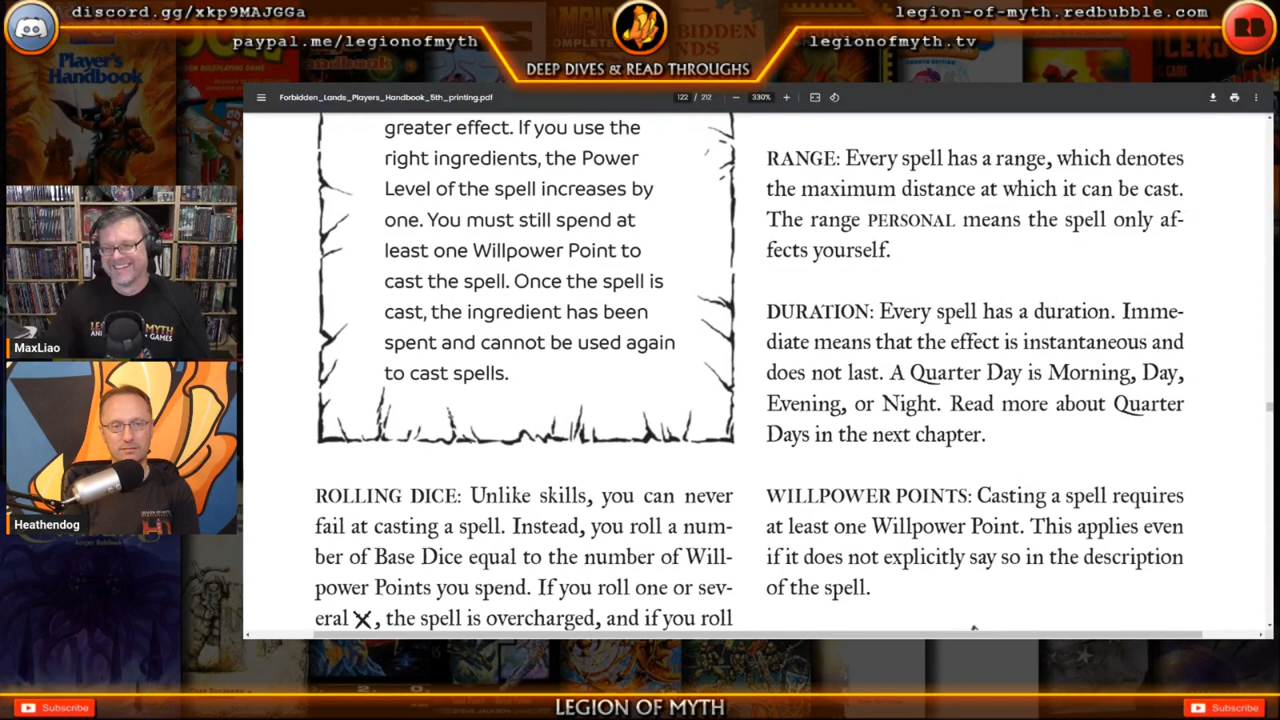 discord.gg/xkp9MAJGGa
paypal.me/legionofmyth
legion-of-myth.redbubble.com
legionofmyth.tv
DEEP DIVES & READ THROUGHS
Player's
Handbook
Forbidden_Lands_Players_Handbook_5th_printing.pdf
122 / 212
330%
greater effect. If you use the
right ingredients, the Power
Level of the spell increases by
one. You must still spend at
least one Willpower Point to
cast the spell. Once the spell is
cast, the ingredient has been
spent and cannot be used again
to cast spells.
ROLLING DICE: Unlike skills, you can never
fail at casting a spell. Instead, you roll a num-
ber of Base Dice equal to the number of Will-
power Points you spend. If you roll one or sev-
eral, the spell is overcharged, and if you roll
RANGE: Every spell has a range, which denotes
the maximum distance at which it can be cast.
The range PERSONAL means the spell only af-
fects yourself.
DURATION: Every spell has a duration. Imme-
diate means that the effect is instantaneous and
does not last. A Quarter Day is Morning, Day,
Evening, or Night. Read more about Quarter
Days in the next chapter.
WILLPOWER POINTS: Casting a spell requires
at least one Willpower Point. This applies even
if it does not explicitly say so in the description
of the spell.
MaxLiao
Heathendog
Subscribe
LEGION OF MYTH
Subscribe